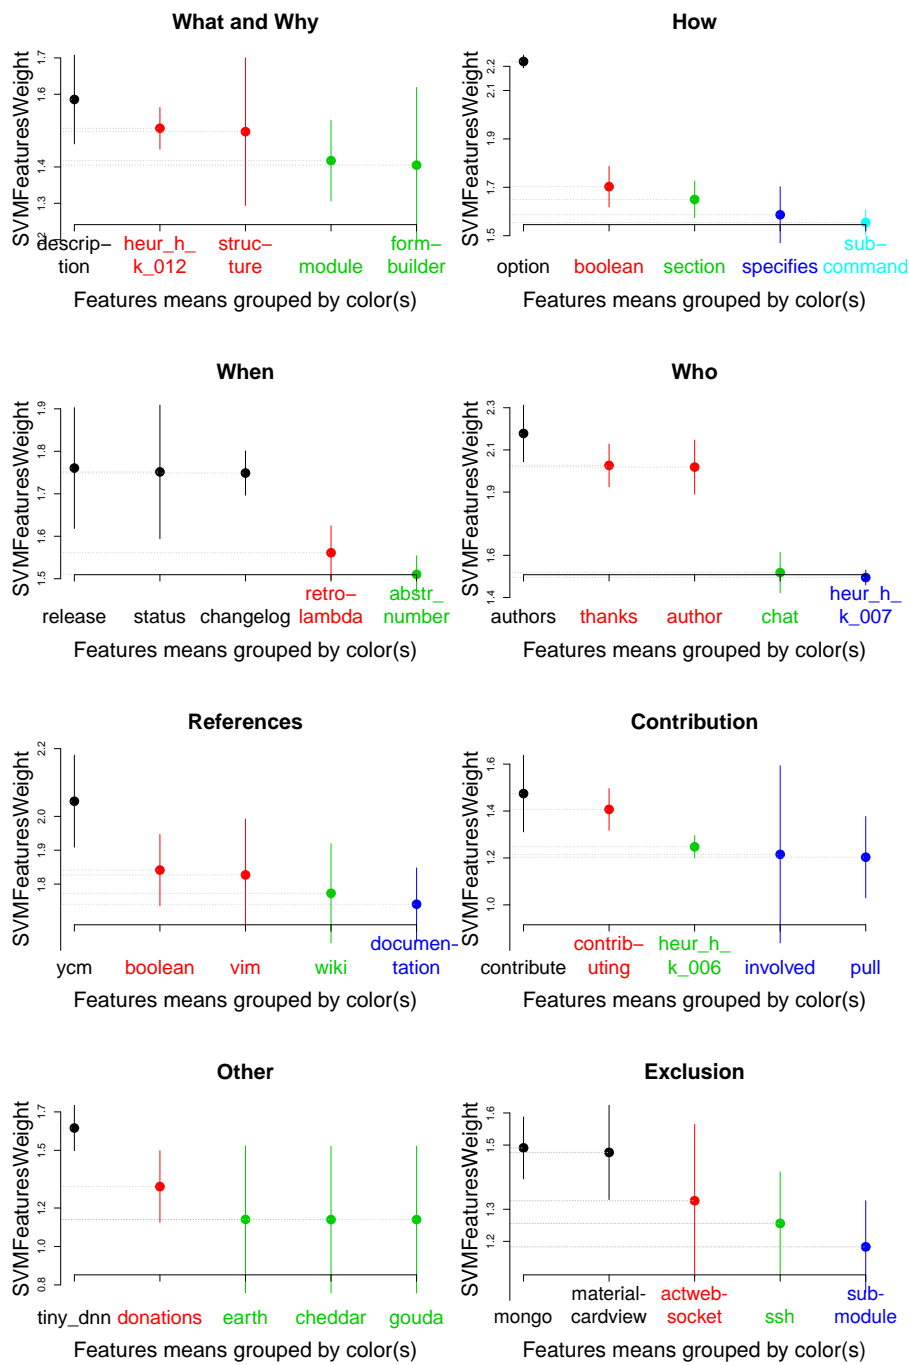 What and Why
SVMFeaturesWeight
1.7
1.6
1.4
1.3
1.2
descrip–
tion
heur_h_
k_012
struc–
ture
module
form–
builder
Features means grouped by color(s)
How
SVMFeaturesWeight
2.2
2.1
1.9
1.7
1.5
option
boolean
section
specifies
sub–
command
Features means grouped by color(s)
When
SVMFeaturesWeight
1.9
1.8
1.7
1.6
1.5
release
status
changelog
retro–
lambda
abstr_
number
Features means grouped by color(s)
Who
SVMFeaturesWeight
2.3
2.1
1.9
1.6
1.4
authors
thanks
author
chat
heur_h_
k_007
Features means grouped by color(s)
References
SVMFeaturesWeight
2.2
2.0
1.9
1.8
ycm
boolean
vim
wiki
documen-
tation
Features means grouped by color(s)
Contribution
SVMFeaturesWeight
1.6
1.4
1.2
1.0
contribute
contrib–
uting
heur_h_
k_006
involved
pull
Features means grouped by color(s)
Other
SVMFeaturesWeight
1.7
1.5
1.2
1.0
0.8
tiny_dnn
donations
earth
cheddar
gouda
Features means grouped by color(s)
Exclusion
SVMFeaturesWeight
1.6
1.5
1.3
1.2
mongo
material-
cardview
actweb-
socket
ssh
sub-
module
Features means grouped by color(s)